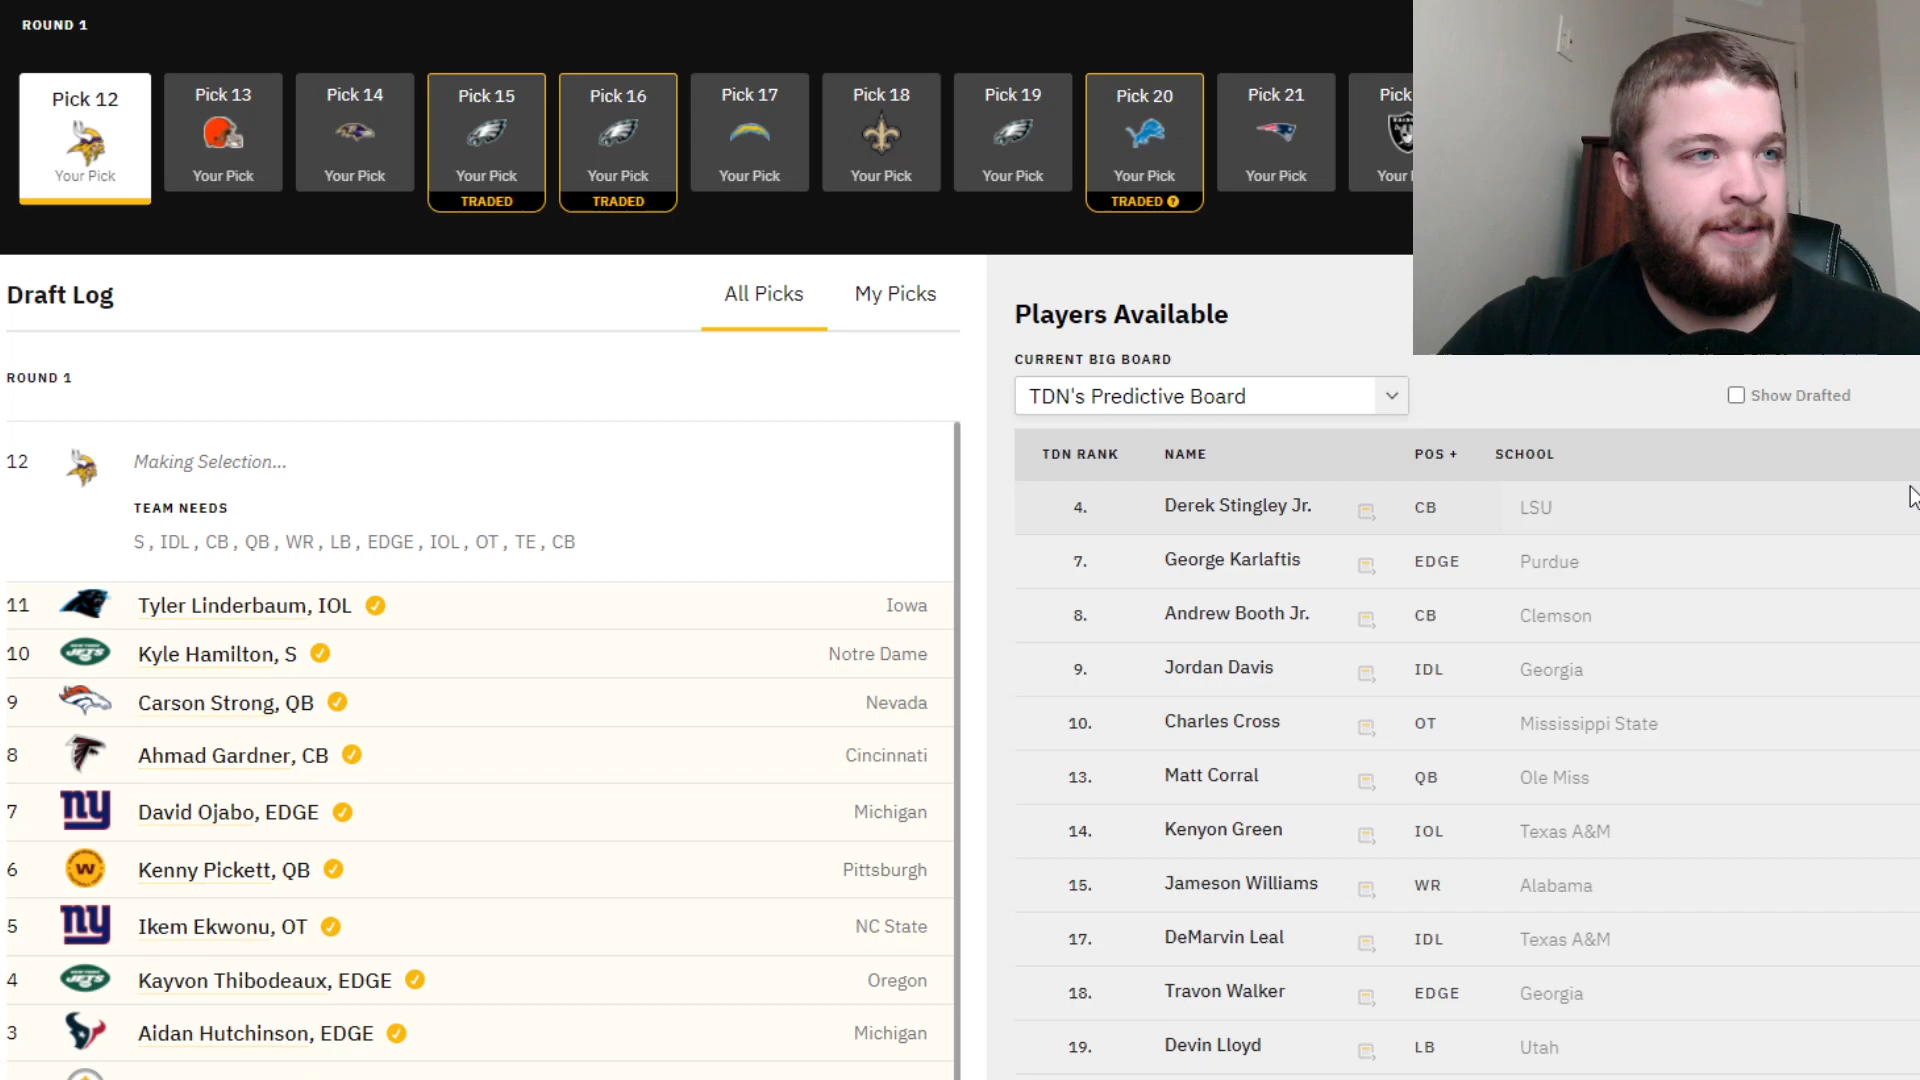 ROUND 1
Pick 12
Your Pick
Pick 13
Your Pick
Pick 14
Your Pick
Pick 15
Your Pick
TRADED
Pick 16
Your Pick
TRADED
Pick 17
Your Pick
Pick 18
Your Pick
Pick 19
Your Pick
Pick 20
Your Pick
TRADED ?
Pick 21
Your Pick
Pick
Your
Draft Log
All Picks
My Picks
ROUND 1
12
Making Selection...
TEAM NEEDS
S , IDL , CB , QB , WR , LB , EDGE , IOL , OT , TE , CB
11 Tyler Linderbaum, IOL Iowa
10 JETS Kyle Hamilton, S Notre Dame
9 Carson Strong, QB Nevada
8 Ahmad Gardner, CB Cincinnati
7 ny David Ojabo, EDGE Michigan
6 W Kenny Pickett, QB Pittsburgh
5 ny Ikem Ekwonu, OT NC State
4 JETS Kayvon Thibodeaux, EDGE Oregon
3 Aidan Hutchinson, EDGE Michigan
Players Available
CURRENT BIG BOARD
TDN's Predictive Board
Show Drafted
TDN RANK NAME POS + SCHOOL
4. Derek Stingley Jr. CB LSU
7. George Karlaftis EDGE Purdue
8. Andrew Booth Jr. CB Clemson
9. Jordan Davis IDL Georgia
10. Charles Cross OT Mississippi State
13. Matt Corral QB Ole Miss
14. Kenyon Green IOL Texas A&M
15. Jameson Williams WR Alabama
17. DeMarvin Leal IDL Texas A&M
18. Travon Walker EDGE Georgia
19. Devin Lloyd LB Utah